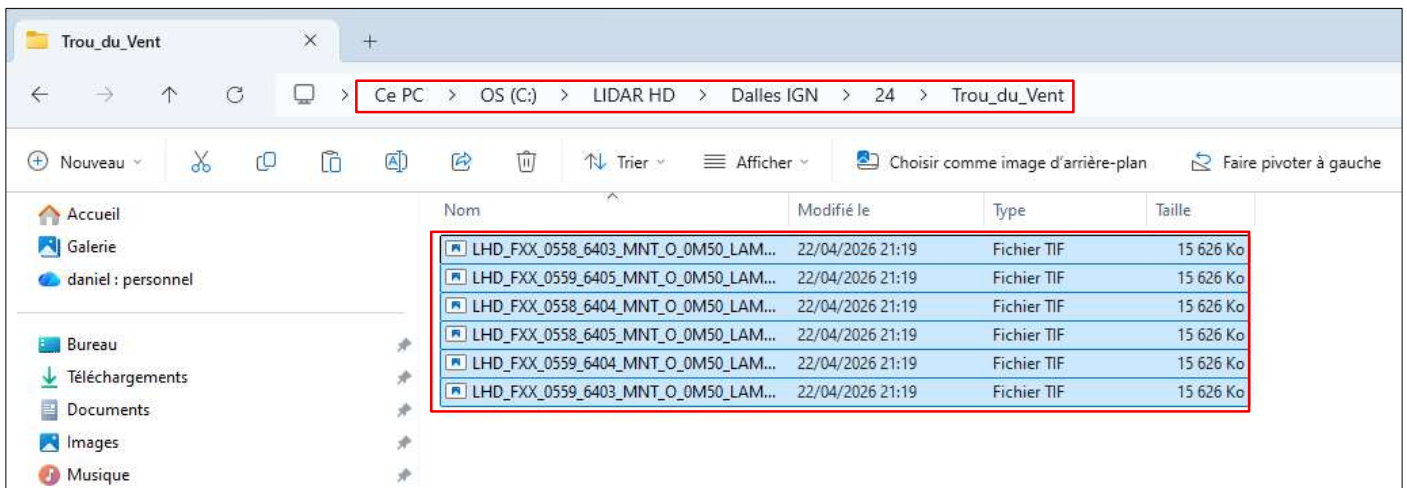 Trou_du_Vent
Ce PC > OS (C:) > LIDAR HD > Dalles IGN > 24 > Trou_du_Vent
Nouveau Trier Afficher Choisir comme image d'arrière-plan Faire pivoter à gauche
Accueil
Galerie
daniel : personnel
Bureau
Téléchargements
Documents
Images
Musique
Nom Modifié le Type Taille
LHD_FXX_0558_6403_MNT_O_0M50_LAM... 22/04/2026 21:19 Fichier TIF 15 626 Ko
LHD_FXX_0559_6405_MNT_O_0M50_LAM... 22/04/2026 21:19 Fichier TIF 15 626 Ko
LHD_FXX_0558_6404_MNT_O_0M50_LAM... 22/04/2026 21:19 Fichier TIF 15 626 Ko
LHD_FXX_0558_6405_MNT_O_0M50_LAM... 22/04/2026 21:19 Fichier TIF 15 626 Ko
LHD_FXX_0559_6404_MNT_O_0M50_LAM... 22/04/2026 21:19 Fichier TIF 15 626 Ko
LHD_FXX_0559_6403_MNT_O_0M50_LAM... 22/04/2026 21:19 Fichier TIF 15 626 Ko